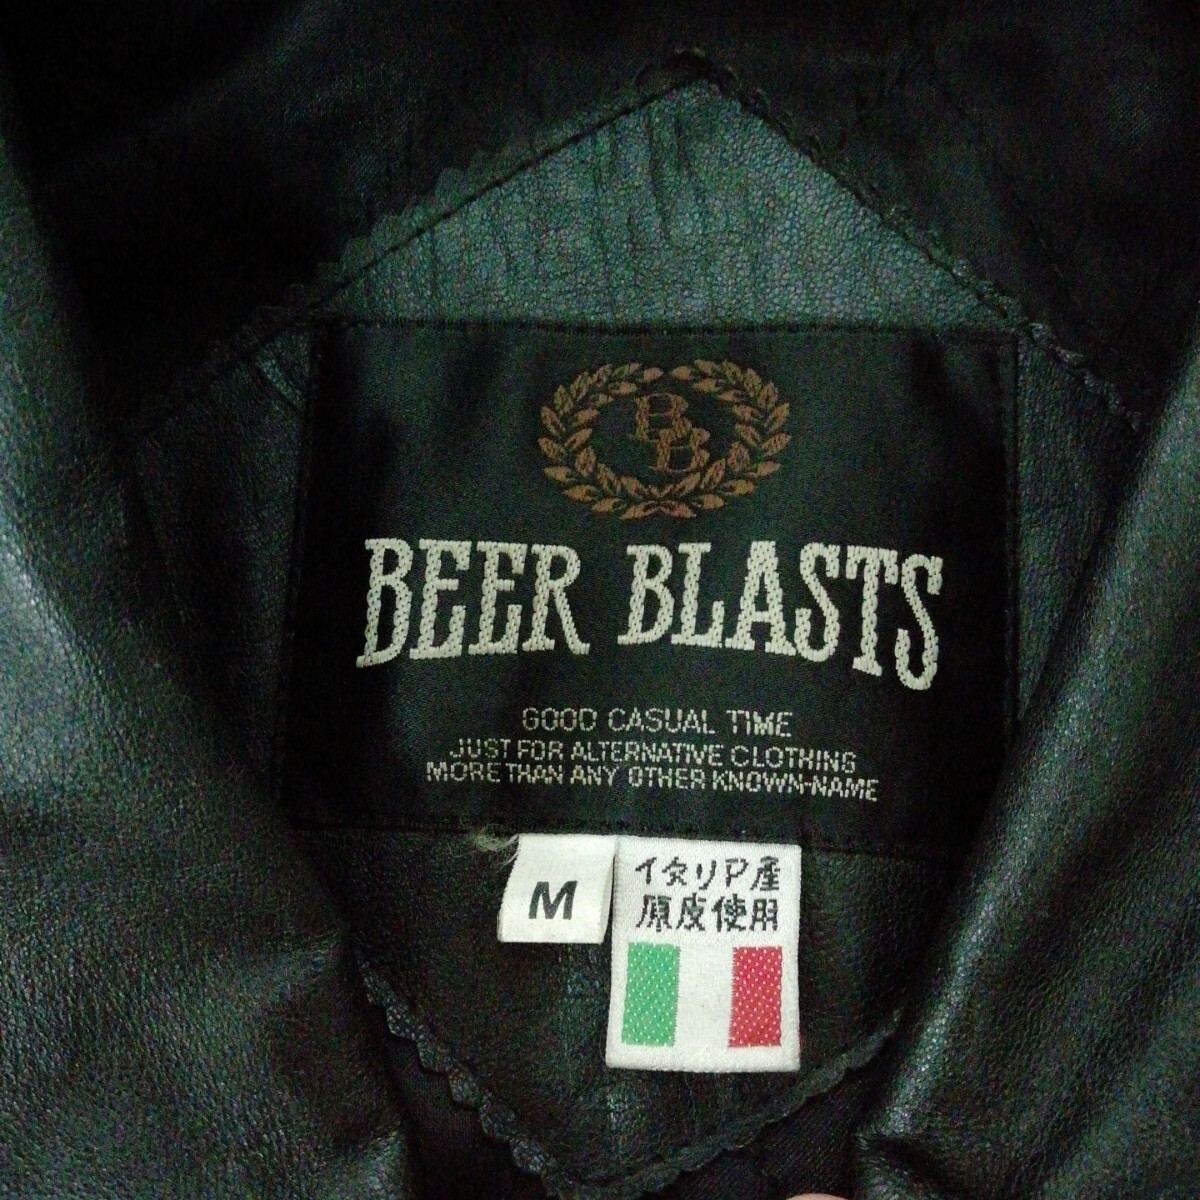 BB
BEER BLASTS
GOOD CASUAL TIME
JUST FOR ALTERNATIVE CLOTHING
MORE THAN ANY OTHER KNOWN-NAME
M
イタリア産
原皮使用